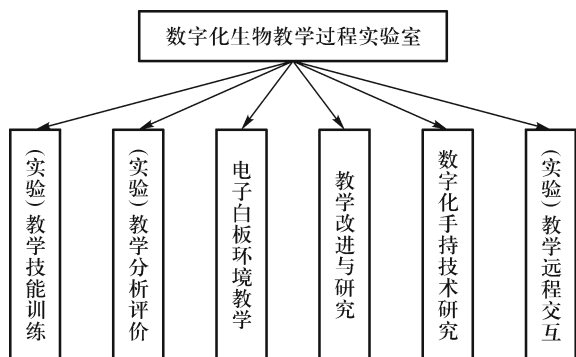 数字化生物教学过程实验室
(实验)教学技能训练
(实验)教学分析评价
电子白板环境教学
教学改进与研究
数字化手持技术研究
(实验)教学远程交互